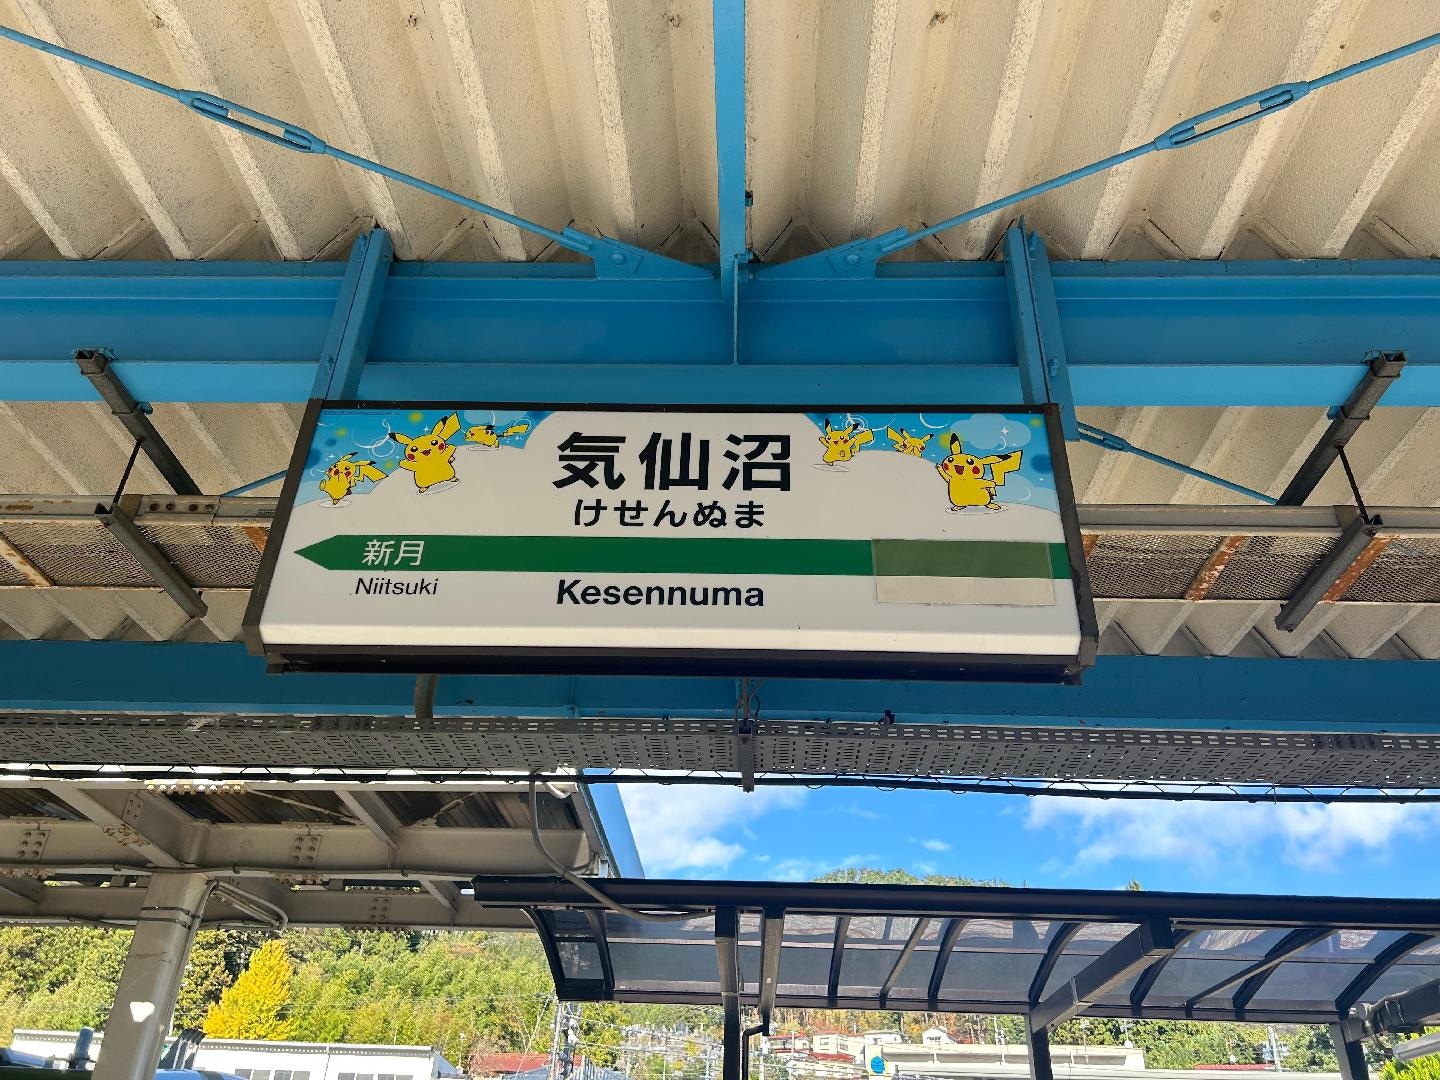 気仙沼
けせんぬま
新月
Niitsuki
Kesennuma